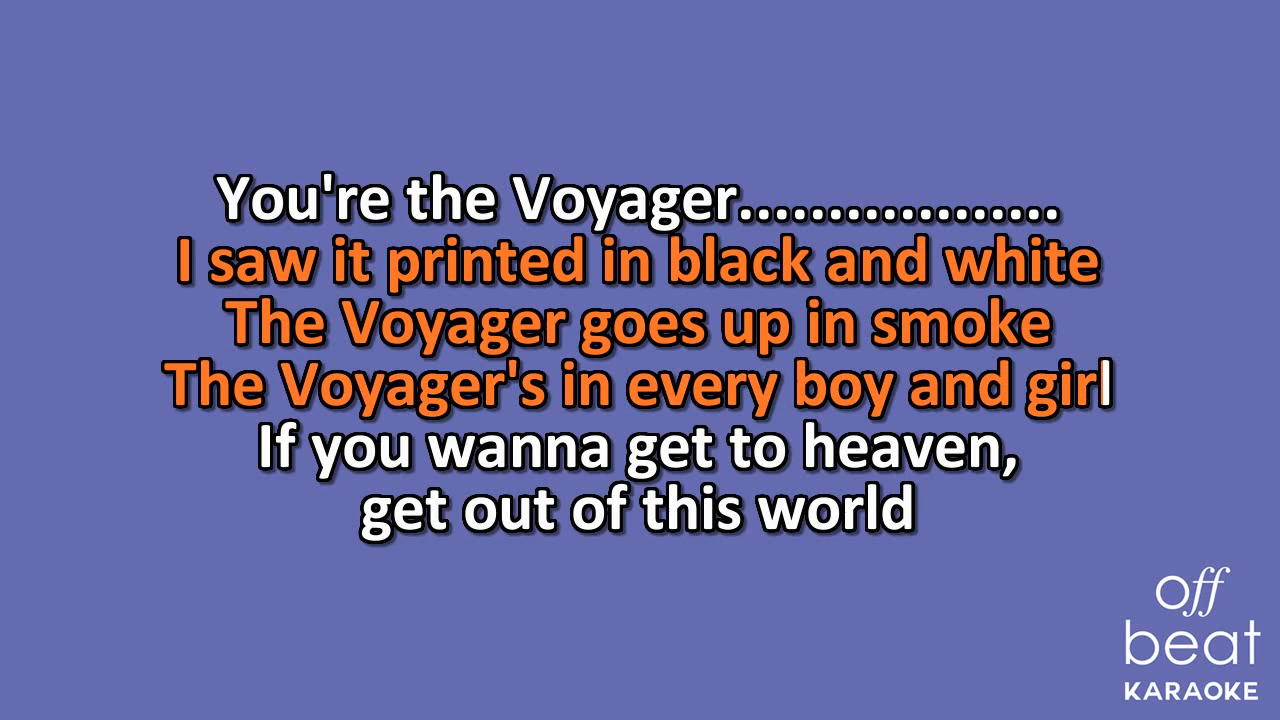 You're the Voyager..................
I saw it printed in black and white
The Voyager goes up in smoke
The Voyager's in every boy and girl
If you wanna get to heaven,
get out of this world
off
beat
KARAOKE